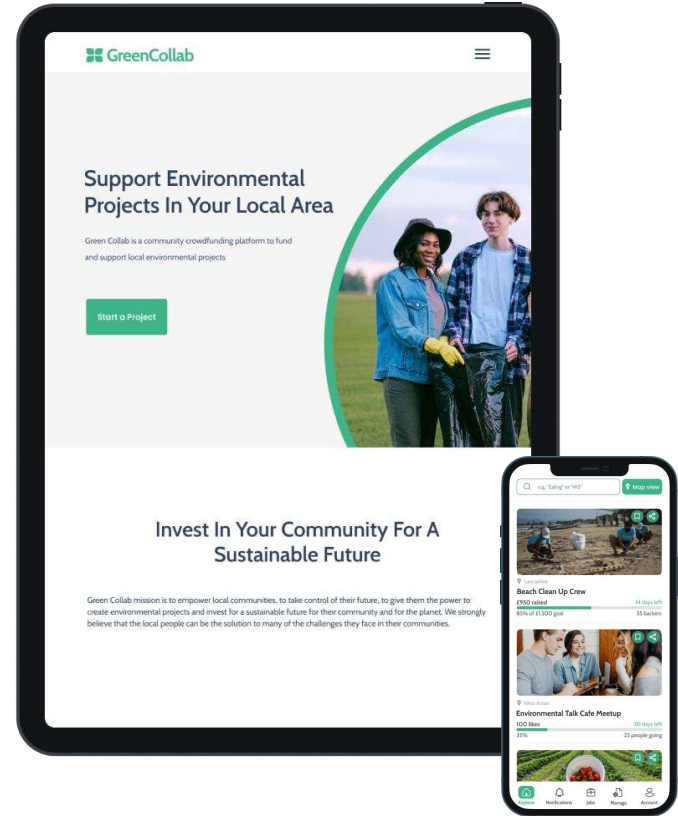 GreenCollab
Support Environmental
Projects In Your Local Area
Green Collab is a community crowdfunding platform to fund
and support local environmental projects
Start a Project
Invest In Your Community For A
Sustainable Future
Green Collab mission is to empower local communities, to take control of their future, to give them the power to
create environmental projects and invest for a sustainable future for their community and for the planet. We strongly
believe that the local people can be the solution to many of the challenges they face in their communities.
e.g. "Ealing" or "W5"
Map view
Lancashire
Beach Clean Up Crew
£950 raised 14 days left
85% of £1,500 goal 35 backers
West Acton
Environmental Talk Cafe Meetup
100 likes 30 days left
35% 25 people going
Explore Notifications Jobs Manage Account